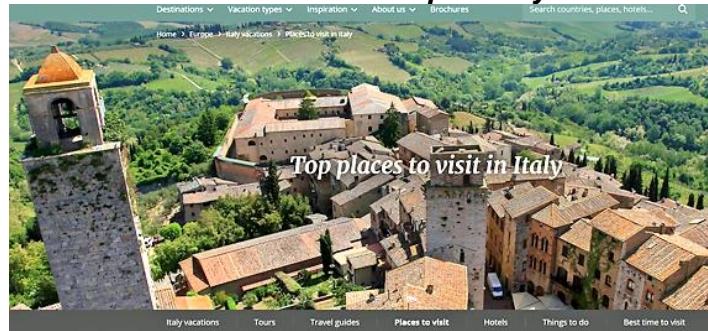 Destinations Vacation types Inspiration About us Brochures Search countries, places, hotels...
Home > Europe > Italy vacations > Places to visit in Italy
Top places to visit in Italy
Italy vacations Tours Travel guides Places to visit Hotels Things to do Best time to visit